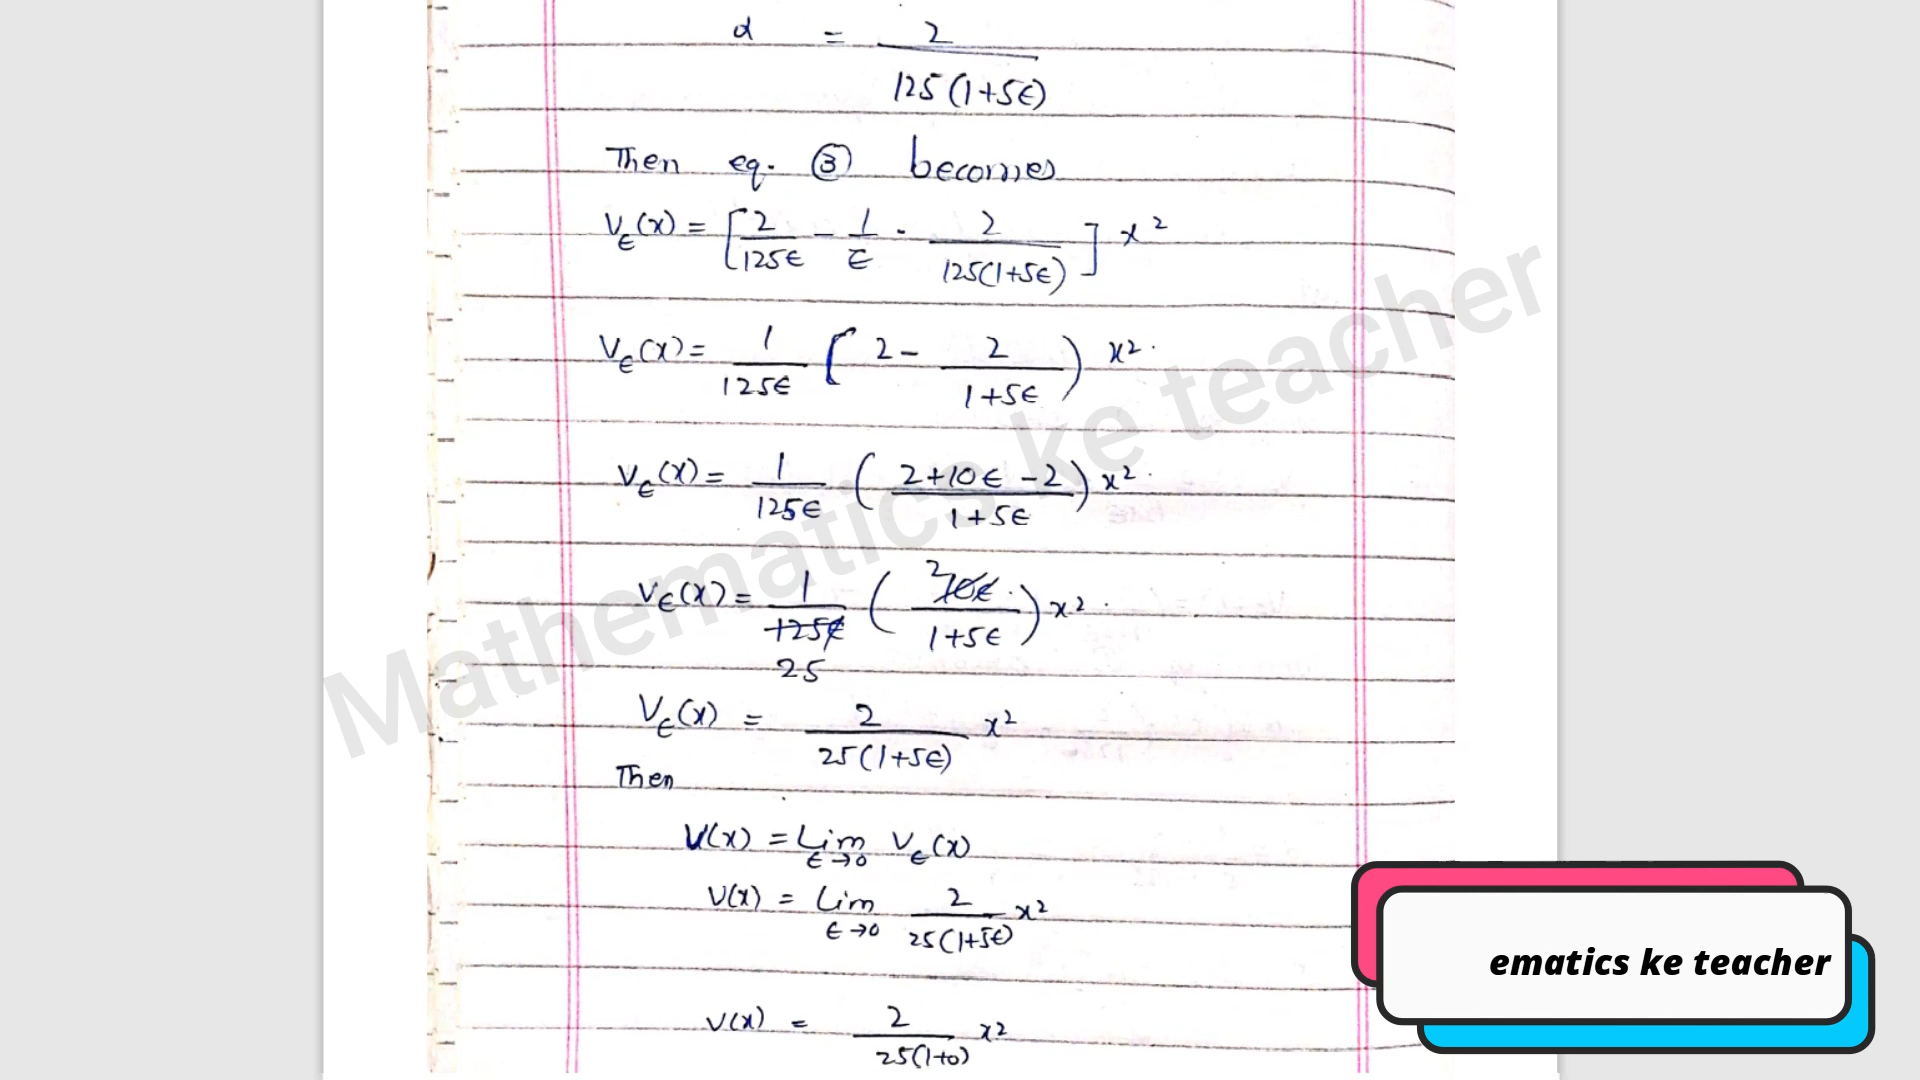 α = 2 / 125(1+5ϵ)
Then eq. ③ becomes
Vϵ(x) = [2/125ϵ - 1/ϵ · 2/125(1+5ϵ)] x²
Vϵ(x) = 1/125ϵ (2 - 2/1+5ϵ) x².
Vϵ(x) = 1/125ϵ (2+10ϵ-2/1+5ϵ) x².
Vϵ(x) = 1/125ϵ (10ϵ/1+5ϵ) x².
2
25
Vϵ(x) = 2/25(1+5ϵ) x²
Then
V(x) = Lim ϵ→0 Vϵ(x)
V(x) = Lim ϵ→0 2/25(1+5ϵ) x²
V(x) = 2/25(1+0) x²
Mathematics ke teacher
ematics ke teacher